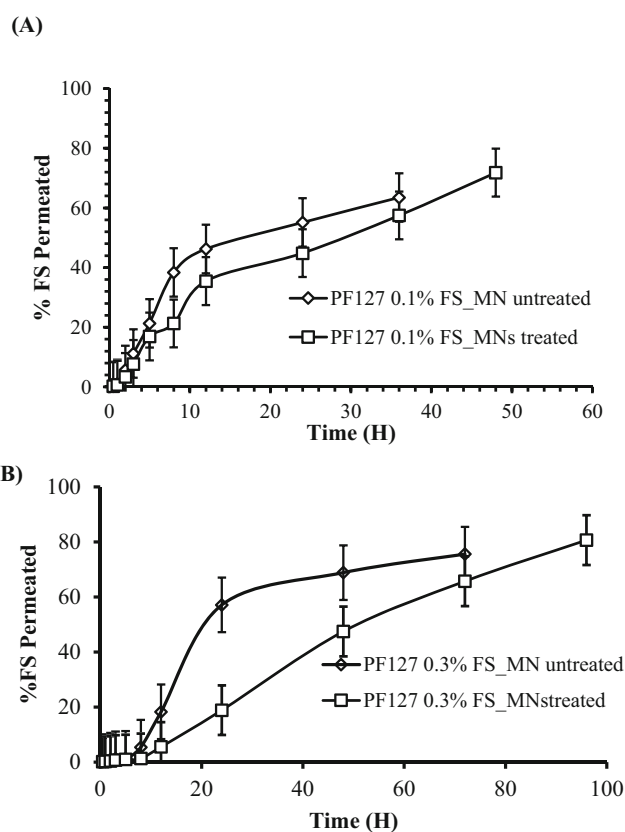 (A)
100
80
60
40
20
0
% FS Permeated
PF127 0.1% FS_MN untreated
PF127 0.1% FS_MNs treated
0 10 20 30 40 50 60
Time (H)
B)
100
80
60
40
20
0
%FS Permeated
PF127 0.3% FS_MN untreated
PF127 0.3% FS_MNstreated
0 20 40 60 80 100
Time (H)